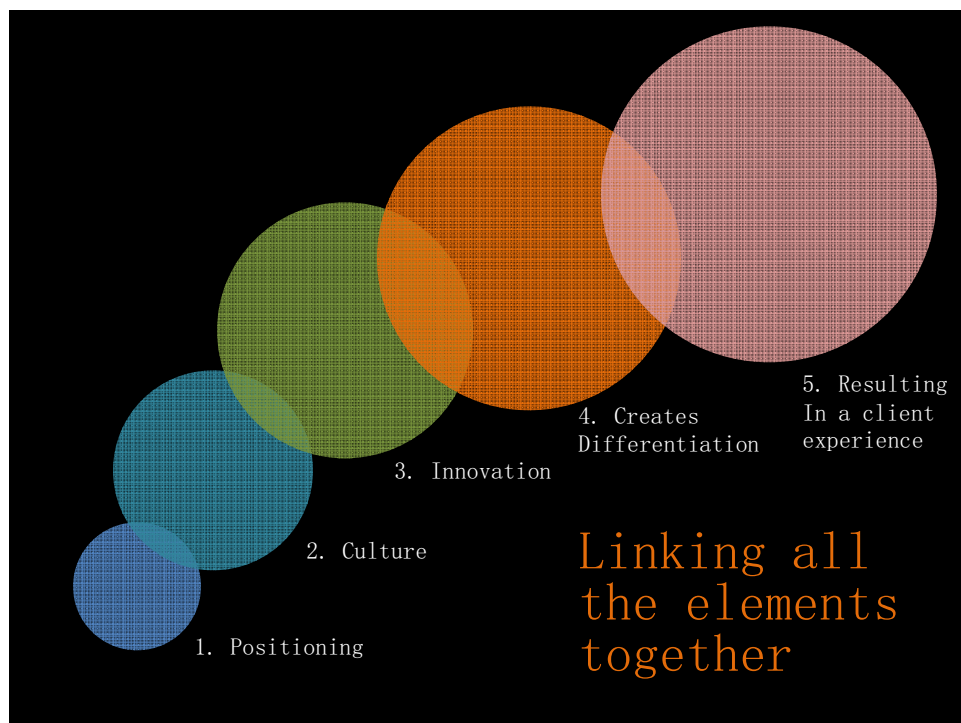 5. Resulting
In a client
experience
4. Creates
Differentiation
3. Innovation
2. Culture
1. Positioning
Linking all
the elements
together